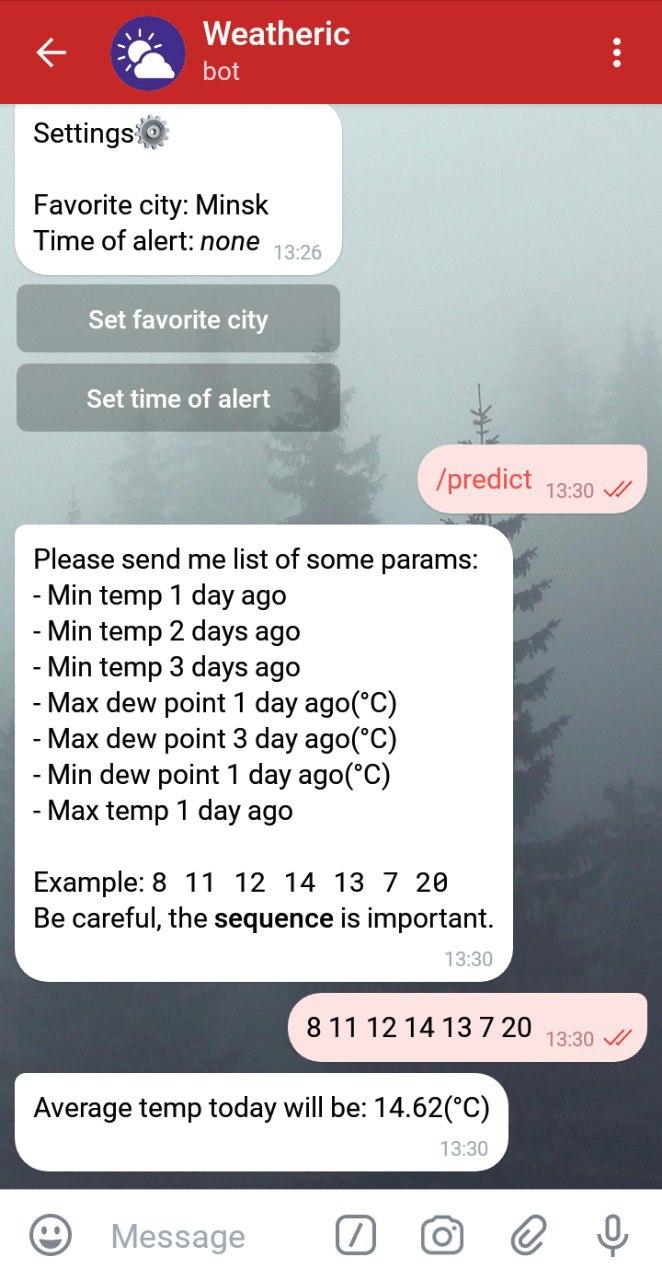 Weatheric
bot
Settings⚙️
Favorite city: Minsk
Time of alert: none 13:26
Set favorite city
Set time of alert
/predict 13:30
Please send me list of some params:
- Min temp 1 day ago
- Min temp 2 days ago
- Min temp 3 days ago
- Max dew point 1 day ago(°C)
- Max dew point 3 day ago(°C)
- Min dew point 1 day ago(°C)
- Max temp 1 day ago
Example: 8 11 12 14 13 7 20
Be careful, the sequence is important.
13:30
8 11 12 14 13 7 20 13:30
Average temp today will be: 14.62(°C)
13:30
Message